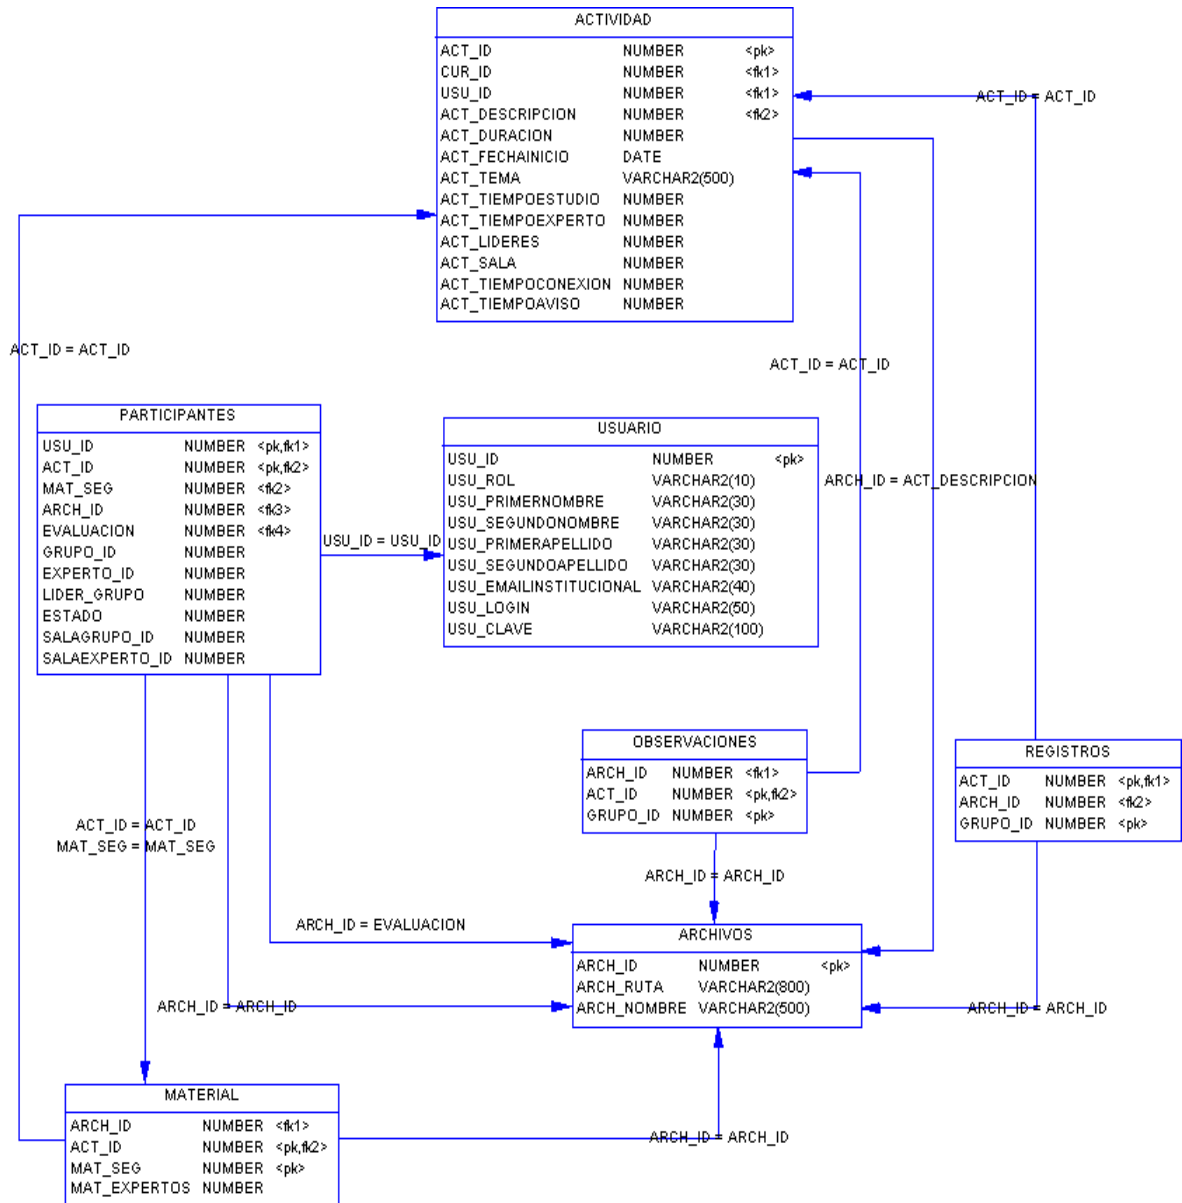 ACTIVIDAD
ACT_ID NUMBER <pk>
CUR_ID NUMBER <fk1>
USU_ID NUMBER <fk1>
ACT_DESCRIPCION NUMBER <fk2>
ACT_DURACION NUMBER
ACT_FECHAINICIO DATE
ACT_TEMA VARCHAR2(500)
ACT_TIEMPOESTUDIO NUMBER
ACT_TIEMPOEXPERTO NUMBER
ACT_LIDERES NUMBER
ACT_SALA NUMBER
ACT_TIEMPOCONEXION NUMBER
ACT_TIEMPOAVISO NUMBER
ACT_ID = ACT_ID
ACT_ID = ACT_ID
ACT_ID = ACT_ID
ARCH_ID = ACT_DESCRIPCION
PARTICIPANTES
USU_ID NUMBER <pk,fk1>
ACT_ID NUMBER <pk,fk2>
MAT_SEG NUMBER <fk2>
ARCH_ID NUMBER <fk3>
EVALUACION NUMBER <fk4>
GRUPO_ID NUMBER
EXPERTO_ID NUMBER
LIDER_GRUPO NUMBER
ESTADO NUMBER
SALAGRUPO_ID NUMBER
SALAEXPERTO_ID NUMBER
USU_ID = USU_ID
USUARIO
USU_ID NUMBER <pk>
USU_ROL VARCHAR2(10)
USU_PRIMERNOMBRE VARCHAR2(30)
USU_SEGUNDONOMBRE VARCHAR2(30)
USU_PRIMERAPELLIDO VARCHAR2(30)
USU_SEGUNDOAPELLIDO VARCHAR2(30)
USU_EMAILINSTITUCIONAL VARCHAR2(40)
USU_LOGIN VARCHAR2(50)
USU_CLAVE VARCHAR2(100)
OBSERVACIONES
ARCH_ID NUMBER <fk1>
ACT_ID NUMBER <pk,fk2>
GRUPO_ID NUMBER <pk>
REGISTROS
ACT_ID NUMBER <pk,fk1>
ARCH_ID NUMBER <fk2>
GRUPO_ID NUMBER <pk>
ACT_ID = ACT_ID
MAT_SEG = MAT_SEG
ARCH_ID = ARCH_ID
ARCH_ID = EVALUACION
ARCHIVOS
ARCH_ID NUMBER <pk>
ARCH_RUTA VARCHAR2(800)
ARCH_NOMBRE VARCHAR2(500)
ARCH_ID = ARCH_ID
ARCH_ID = ARCH_ID
MATERIAL
ARCH_ID NUMBER <fk1>
ACT_ID NUMBER <pk,fk2>
MAT_SEG NUMBER <pk>
MAT_EXPERTOS NUMBER
ARCH_ID = ARCH_ID